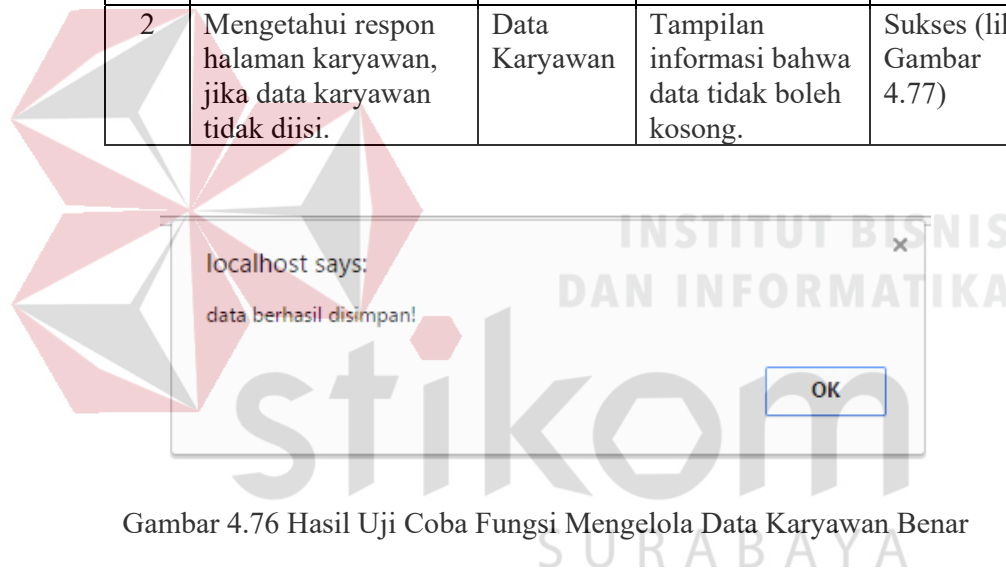 2 Mengetahui respon Data Tampilan Sukses
halaman karyawan, Karyawan informasi bahwa Gambar
jika data karyawan data tidak boleh 4.77)
tidak diisi. kosong.
INSTITUT BISNIS
DAN INFORMATIKA
localhost says:
data berhasil disimpan!
OK
stikom
Gambar 4.76 Hasil Uji Coba Fungsi Mengelola Data Karyawan Benar
SURABAYA